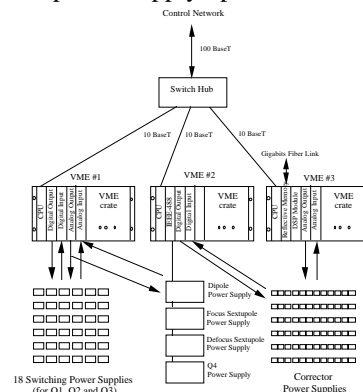 Control Network
100 BaseT
Switch Hub
10 BaseT
10 BaseT
10 BaseT
Gigabits Fiber Link
VME #1
VME #2
VME #3
CPU
Digital Output
Digital Input
Analog Output
Analog Input
VME
crate
CPU
IEEE-488
Digital Output
Digital Input
VME
crate
CPU
Reflective Memo
DSP Module
Analog Output
Analog Input
VME
crate
Dipole
Power Supply
Focus Sextupole
Power Supply
Defocus Sextupole
Power Supply
Q4
Power Supply
18 Switching Power Supplies
(for Q1, Q2 and Q3)
Corrector
Power Supplies